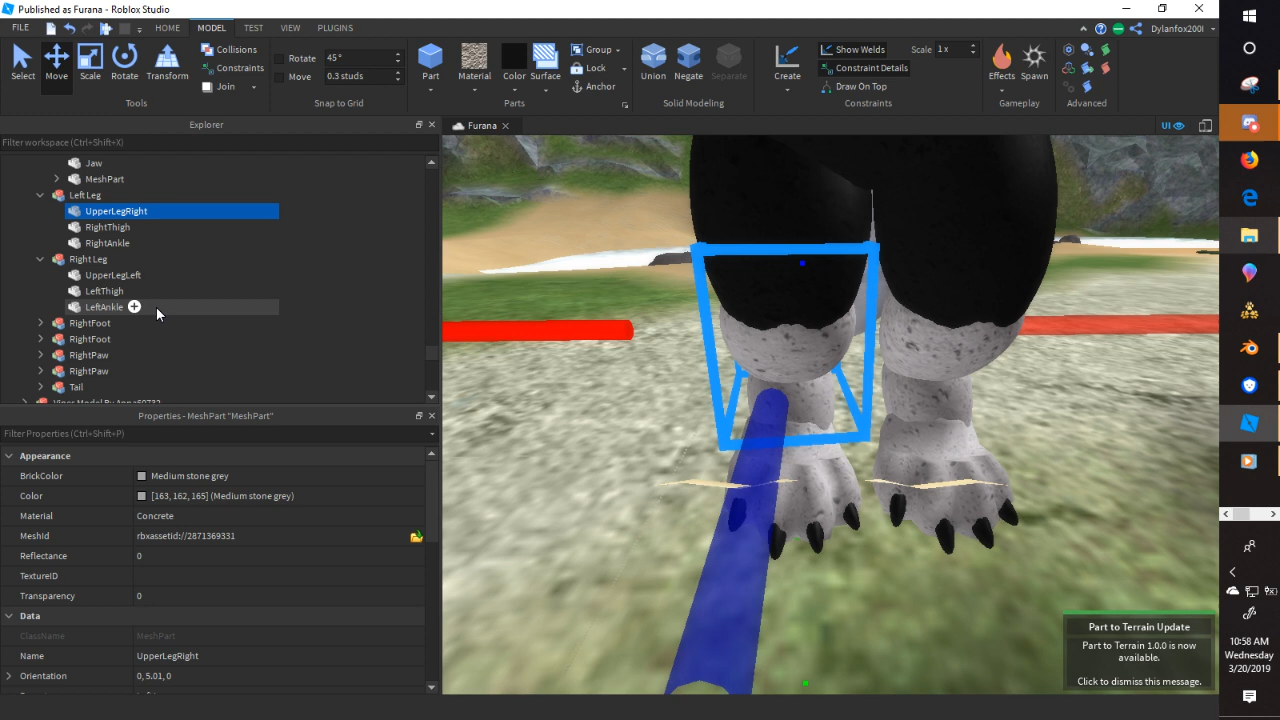 Published as Furana - Roblox Studio
FILE HOME MODEL TEST VIEW PLUGINS Dylanfox200l
Select Move Scale Rotate Transform
Collisions
Constraints
Join
Tools
Rotate 45°
Move 0.3 studs
Snap to Grid
Part Material Color Surface
Group
Lock
Anchor
Parts
Union Negate Separate
Solid Modeling
Create
Show Welds Scale 1 x
Constraint Details
Draw On Top
Constraints
Effects Spawn
Gameplay
Advanced
Explorer
Filter workspace (Ctrl+Shift+X)
Jaw
MeshPart
Left Leg
UpperLegRight
RightThigh
RightAnkle
Right Leg
UpperLegLeft
LeftThigh
LeftAnkle
RightFoot
RightFoot
RightPaw
RightPaw
Tail
Properties - MeshPart "MeshPart"
Filter Properties (Ctrl+Shift+P)
Appearance
BrickColor Medium stone grey
Color [163, 162, 165] (Medium stone grey)
Material Concrete
MeshId rbxassetid://2871369331
Reflectance 0
TextureID
Transparency 0
Data
ClassName MeshPart
Name UpperLegRight
Orientation 0, 5.01, 0
Furana
UI
Part to Terrain Update
Part to Terrain 1.0.0 is now
available.
Click to dismiss this message.
10:58 AM
Wednesday
3/20/2019